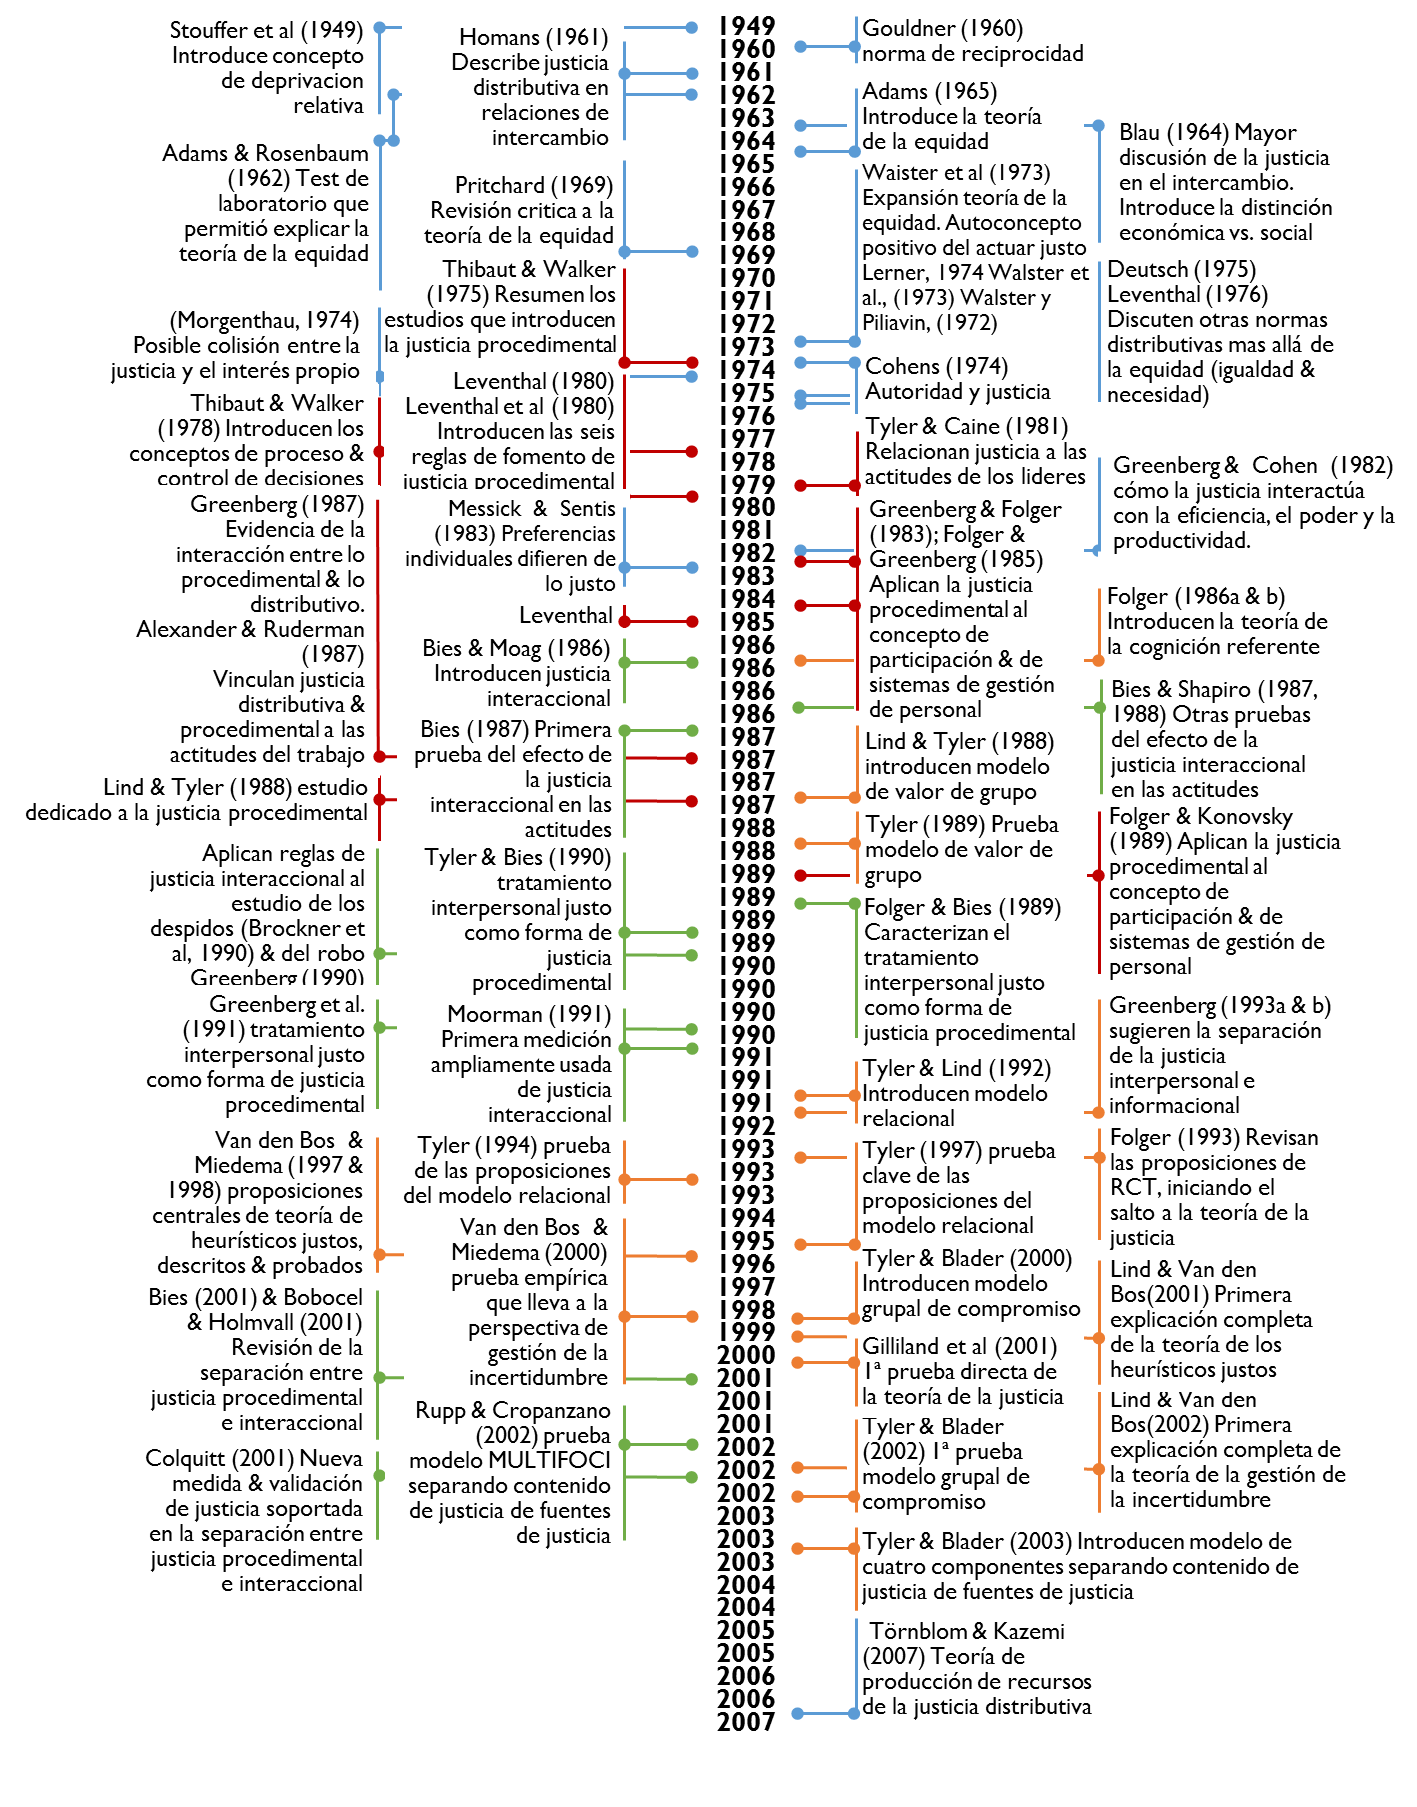 Stouffer et al (1949)
Introduce concepto
de deprivacion
relativa
Adams & Rosenbaum
(1962) Test de
laboratorio que
permitió explicar la
teoría de la equidad
(Morgenthau, 1974)
Posible colisión entre la
justicia y el interés propio
Thibaut & Walker
(1978) Introducen los
conceptos de proceso &
control de decisiones
Greenberg (1987)
Evidencia de la
interacción entre lo
procedimental & lo
distributivo.
Alexander & Ruderman
(1987)
Vinculan justicia
distributiva &
procedimental a las
actitudes del trabajo
Lind & Tyler (1988) estudio
dedicado a la justicia procedimental
Aplican reglas de
justicia interaccional al
estudio de los
despidos (Brockner et
al, 1990) & del robo
Greenberg (1990)
Greenberg et al.
(1991) tratamiento
interpersonal justo
como forma de justicia
procedimental
Van den Bos &
Miedema (1997 &
1998) proposiciones
centrales de teoría de
heurísticos justos,
descritos & probados
Bies (2001) & Bobocel
& Holmvall (2001)
Revisión de la
separación entre
justicia procedimental
e interaccional
Colquitt (2001) Nueva
medida & validación
de justicia soportada
en la separación entre
justicia procedimental
e interaccional
Homans (1961)
Describe justicia
distributiva en
relaciones de
intercambio
Pritchard (1969)
Revisión critica a la
teoría de la equidad
Thibaut & Walker
(1975) Resumen los
estudios que introducen
la justicia procedimental
Leventhal (1980)
Leventhal et al (1980)
Introducen las seis
reglas de fomento de
justicia procedimental
Messick & Sentis
(1983) Preferencias
individuales difieren de
lo justo
Leventhal
Bies & Moag (1986)
Introducen justicia
interaccional
Bies (1987) Primera
prueba del efecto de
la justicia
interaccional en las
actitudes
Tyler & Bies (1990)
tratamiento
interpersonal justo
como forma de
justicia
procedimental
Moorman (1991)
Primera medición
ampliamente usada
de justicia
interaccional
Tyler (1994) prueba
de las proposiciones
del modelo relacional
Van den Bos &
Miedema (2000)
prueba empírica
que lleva a la
perspectiva de
gestión de la
incertidumbre
Rupp & Cropanzano
(2002) prueba
modelo MULTIFOCI
separando contenido
de justicia de fuentes
de justicia
1949
1960
1961
1962
1963
1964
1965
1966
1967
1968
1969
1970
1971
1972
1973
1974
1975
1976
1977
1978
1979
1980
1981
1982
1983
1984
1985
1986
1986
1986
1986
1987
1987
1987
1987
1988
1988
1989
1989
1989
1989
1990
1990
1990
1990
1991
1991
1991
1992
1993
1993
1993
1994
1995
1996
1997
1998
1999
2000
2001
2001
2001
2002
2002
2002
2003
2003
2003
2004
2004
2005
2005
2006
2006
2007
Gouldner (1960)
norma de reciprocidad
Adams (1965)
Introduce la teoría
de la equidad
Waister et al (1973)
Expansión teoría de la
equidad. Autoconcepto
positivo del actuar justo
Lerner, 1974 Walster et
al., (1973) Walster y
Piliavin, (1972)
Cohens (1974)
Autoridad y justicia
Tyler & Caine (1981)
Relacionan justicia a las
actitudes de los lideres
Greenberg & Folger
(1983); Folger &
Greenberg (1985)
Aplican la justicia
procedimental al
concepto de
participación & de
sistemas de gestión
de personal
Lind & Tyler (1988)
introducen modelo
de valor de grupo
Tyler (1989) Prueba
modelo de valor de
grupo
Folger & Bies (1989)
Caracterizan el
tratamiento
interpersonal justo
como forma de
justicia procedimental
Tyler & Lind (1992)
Introducen modelo
relacional
Tyler (1997) prueba
clave de las
proposiciones del
modelo relacional
Tyler & Blader (2000)
Introducen modelo
grupal de compromiso
Gilliland et al (2001)
1ª prueba directa de
la teoría de la justicia
Tyler & Blader
(2002) 1ª prueba
modelo grupal de
compromiso
Tyler & Blader (2003) Introducen modelo de
cuatro componentes separando contenido de
justicia de fuentes de justicia
Törnblom & Kazemi
(2007) Teoría de
producción de recursos
de la justicia distributiva
Blau (1964) Mayor
discusión de la justicia
en el intercambio.
Introduce la distinción
económica vs. social
Deutsch (1975)
Leventhal (1976)
Discuten otras normas
distributivas mas allá de
la equidad (igualdad &
necesidad)
Greenberg & Cohen (1982)
cómo la justicia interactúa
con la eficiencia, el poder y la
productividad.
Folger (1986a & b)
Introducen la teoría de
la cognición referente
Bies & Shapiro (1987,
1988) Otras pruebas
del efecto de la
justicia interaccional
en las actitudes
Folger & Konovsky
(1989) Aplican la justicia
procedimental al
concepto de
participación & de
sistemas de gestión de
personal
Greenberg (1993a & b)
sugieren la separación
de la justicia
interpersonal e
informacional
Folger (1993) Revisan
las proposiciones de
RCT, iniciando el
salto a la teoría de la
justicia
Lind & Van den
Bos(2001) Primera
explicación completa
de la teoría de los
heurísticos justos
Lind & Van den
Bos(2002) Primera
explicación completa de
la teoría de la gestión de
la incertidumbre